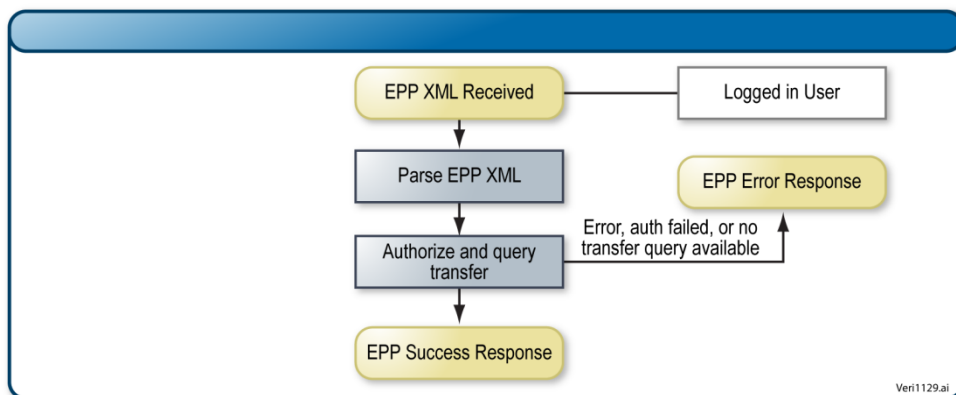 EPP XML Received
Logged in User
Parse EPP XML
EPP Error Response
Error, auth failed, or no
transfer query available
Authorize and query
transfer
EPP Success Response
Veri1129.ai